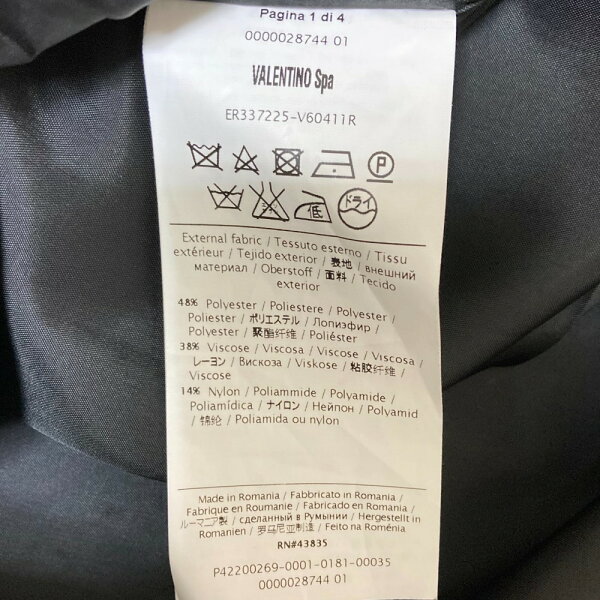 Pagina 1 di 4
0000028744 01
VALENTINO Spa
ER337225-V60411R
P
低 ドライ
External fabric / Tessuto esterno / Tissu
extérieur / Tejido exterior / 表地 / внешний
материал / Oberstoff / 面料 / Tecido
exterior
48% Polyester / Poliestere / Polyester /
Poliester / ポリエステル / Лопиэфир /
Polyester / 聚酯纤维 / Poliéster
38% Viscose / Viscosa / Viscose / Viscosa
/ レーヨン / Вискоза / Viskose / 粘胶纤维 /
Viscose
14% Nylon / Poliammide / Polyamide /
Poliamídica / ナイロン / Нейпон / Polyamid
/ 锦纶 / Poliamida ou nylon
Made in Romania / Fabbricato in Romania /
Fabrique en Roumanie / Fabricado en Romania /
ルーマニア製 / сделанный в Румынии / Hergestellt in
Romanien / 罗马尼亚制造 / Feito na Roménia
RN#43835
P42200269-0001-0181-00035
0000028744 01